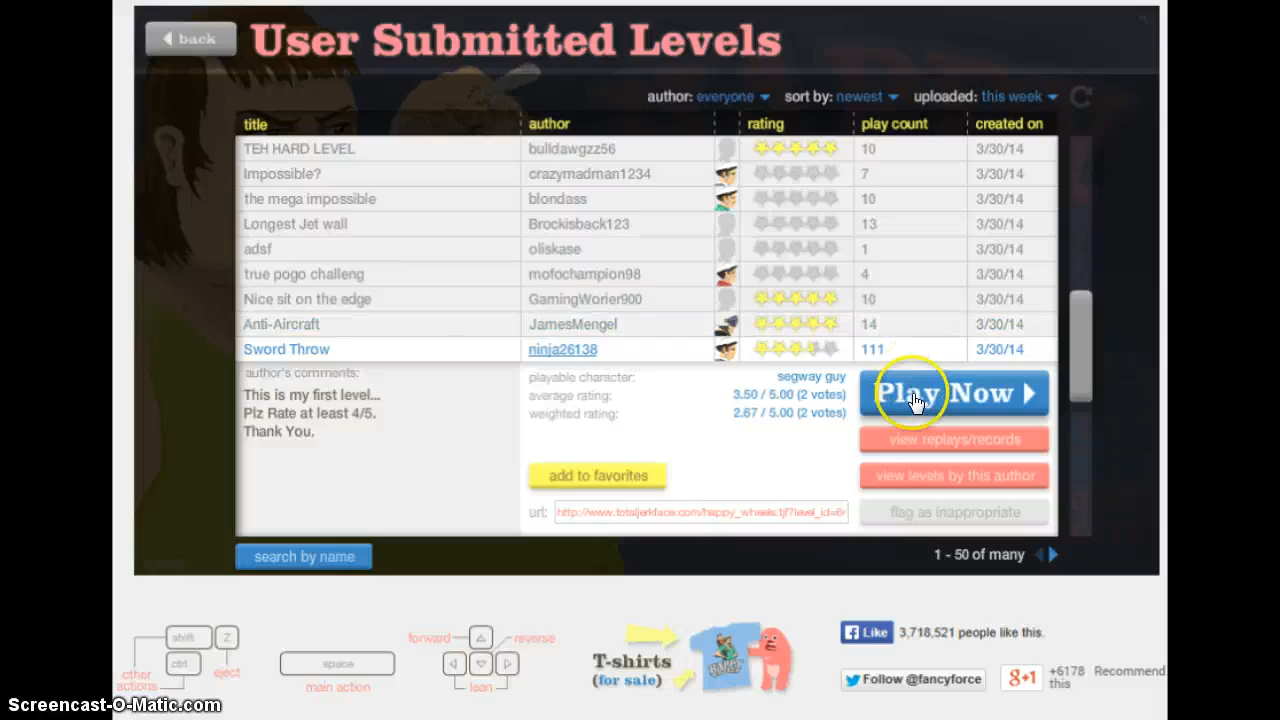 back
User Submitted Levels
author: everyone sort by: newest uploaded: this week
title author rating play count created on
TEH HARD LEVEL bulldawgzz56 10 3/30/14
Impossible? crazymadman1234 7 3/30/14
the mega impossible blondass 10 3/30/14
Longest Jet wall Brockisback123 13 3/30/14
adsf oliskase 1 3/30/14
true pogo challeng mofochampion98 4 3/30/14
Nice sit on the edge GamingWorier900 10 3/30/14
Anti-Aircraft JamesMengel 14 3/30/14
Sword Throw ninja26138 111 3/30/14
author's comments:
This is my first level...
Plz Rate at least 4/5.
Thank You.
playable character: segway guy
average rating: 3.50 / 5.00 (2 votes)
weighted rating: 2.67 / 5.00 (2 votes)
Play Now
view replays/records
add to favorites
view levels by this author
url: http://www.totaljerkface.com/happy_wheels.tjf?level_id=6
flag as inappropriate
search by name
1 - 50 of many
shift Z
ctrl
other
actions
eject
space
main action
forward reverse
lean
T-shirts
(for sale)
Like 3,718,521 people like this.
Follow @fancyforce
g+1 +6178 Recommend
this
Screencast-O-Matic.com